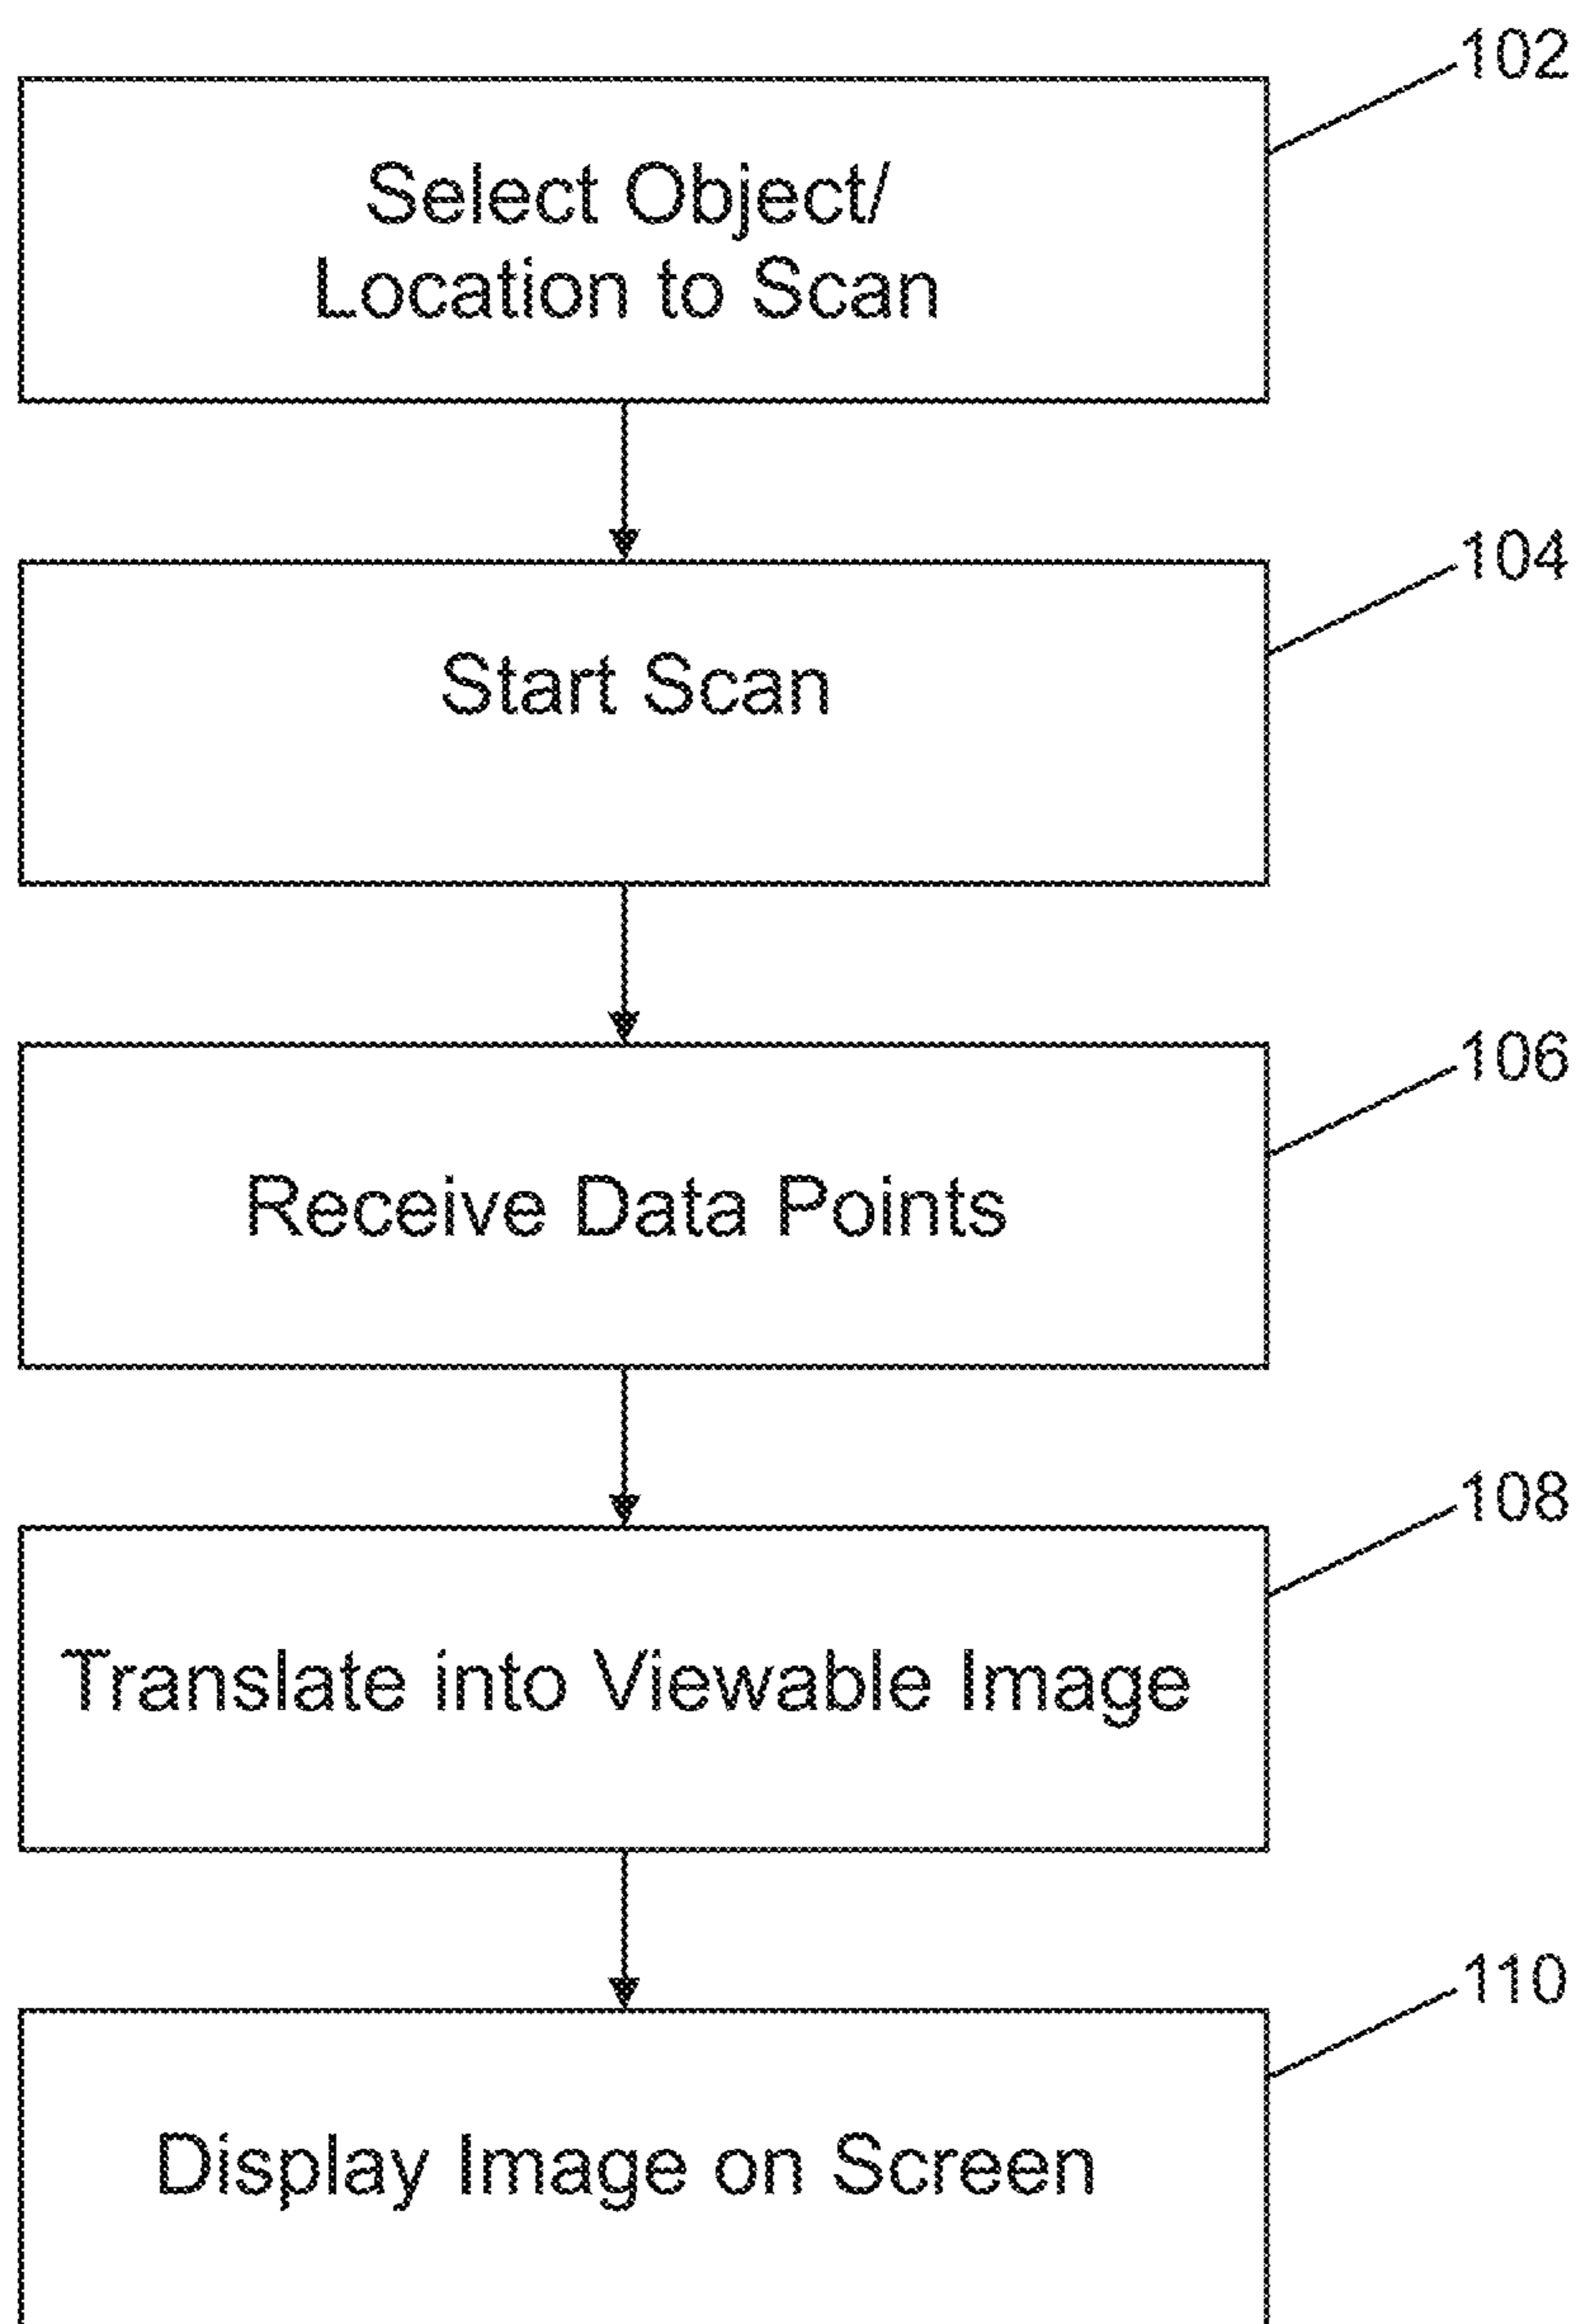 102
Select Object/
Location to Scan
104
Start Scan
106
Receive Data Points
108
Translate into Viewable Image
110
Display Image on Screen